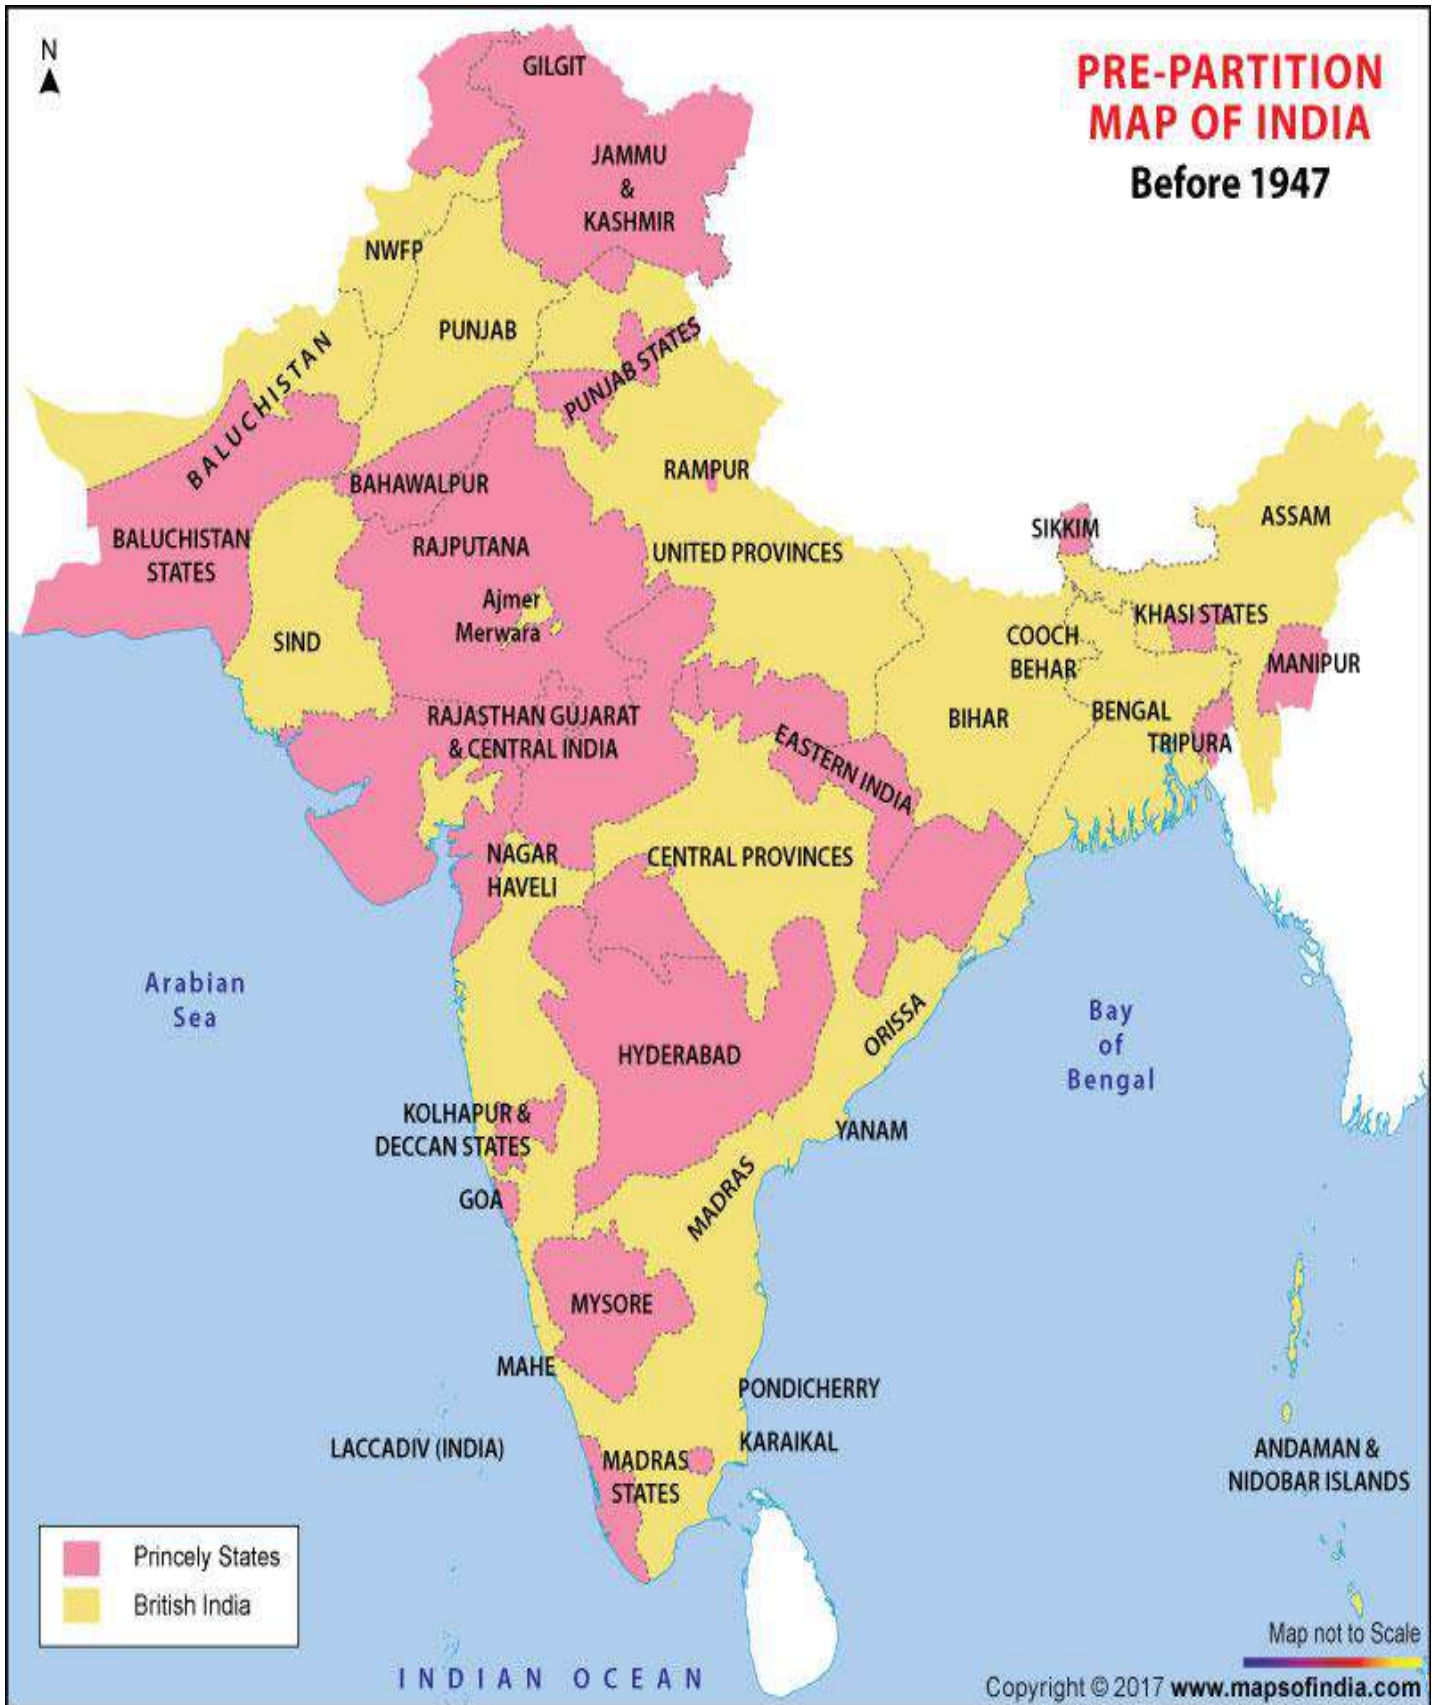 N
PRE-PARTITION
MAP OF INDIA
Before 1947
GILGIT
JAMMU
&
KASHMIR
NWFP
PUNJAB
BALUCHISTAN
PUNJAB STATES
BAHAWALPUR
RAMPUR
BALUCHISTAN
STATES
RAJPUTANA
UNITED PROVINCES
SIKKIM
ASSAM
Ajmer
Merwara
SIND
KHASI STATES
COOCH
BEHAR
MANIPUR
RAJASTHAN GUJARAT
& CENTRAL INDIA
BIHAR
BENGAL
TRIPURA
EASTERN INDIA
NAGAR
HAVELI
CENTRAL PROVINCES
Arabian
Sea
ORISSA
Bay
of
Bengal
HYDERABAD
KOLHAPUR &
DECCAN STATES
YANAM
GOA
MADRAS
MYSORE
MAHE
PONDICHERRY
LACCADIV (INDIA)
KARAIKAL
MADRAS
STATES
ANDAMAN &
NIDOBAR ISLANDS
Princely States
British India
Map not to Scale
INDIAN OCEAN
Copyright © 2017 www.mapsofindia.com